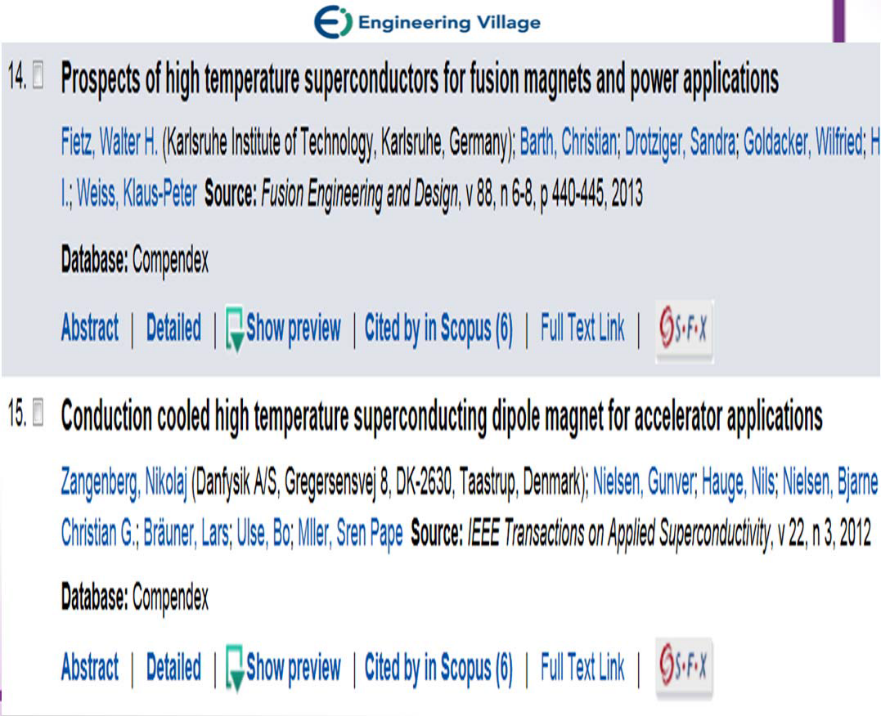 Engineering Village
14. Prospects of high temperature superconductors for fusion magnets and power applications
Fietz, Walter H. (Karlsruhe Institute of Technology, Karlsruhe, Germany); Barth, Christian; Drotziger, Sandra; Goldacker, Wilfried; H
I.; Weiss, Klaus-Peter Source: Fusion Engineering and Design, v 88, n 6-8, p 440-445, 2013
Database: Compendex
Abstract | Detailed | Show preview | Cited by in Scopus (6) | Full Text Link | S·F·X
15. Conduction cooled high temperature superconducting dipole magnet for accelerator applications
Zangenberg, Nikolaj (Danfysik A/S, Gregersensvej 8, DK-2630, Taastrup, Denmark); Nielsen, Gunver; Hauge, Nils; Nielsen, Bjarne
Christian G.; Bräuner, Lars; Ulse, Bo; Mller, Sren Pape Source: IEEE Transactions on Applied Superconductivity, v 22, n 3, 2012
Database: Compendex
Abstract | Detailed | Show preview | Cited by in Scopus (6) | Full Text Link | S·F·X